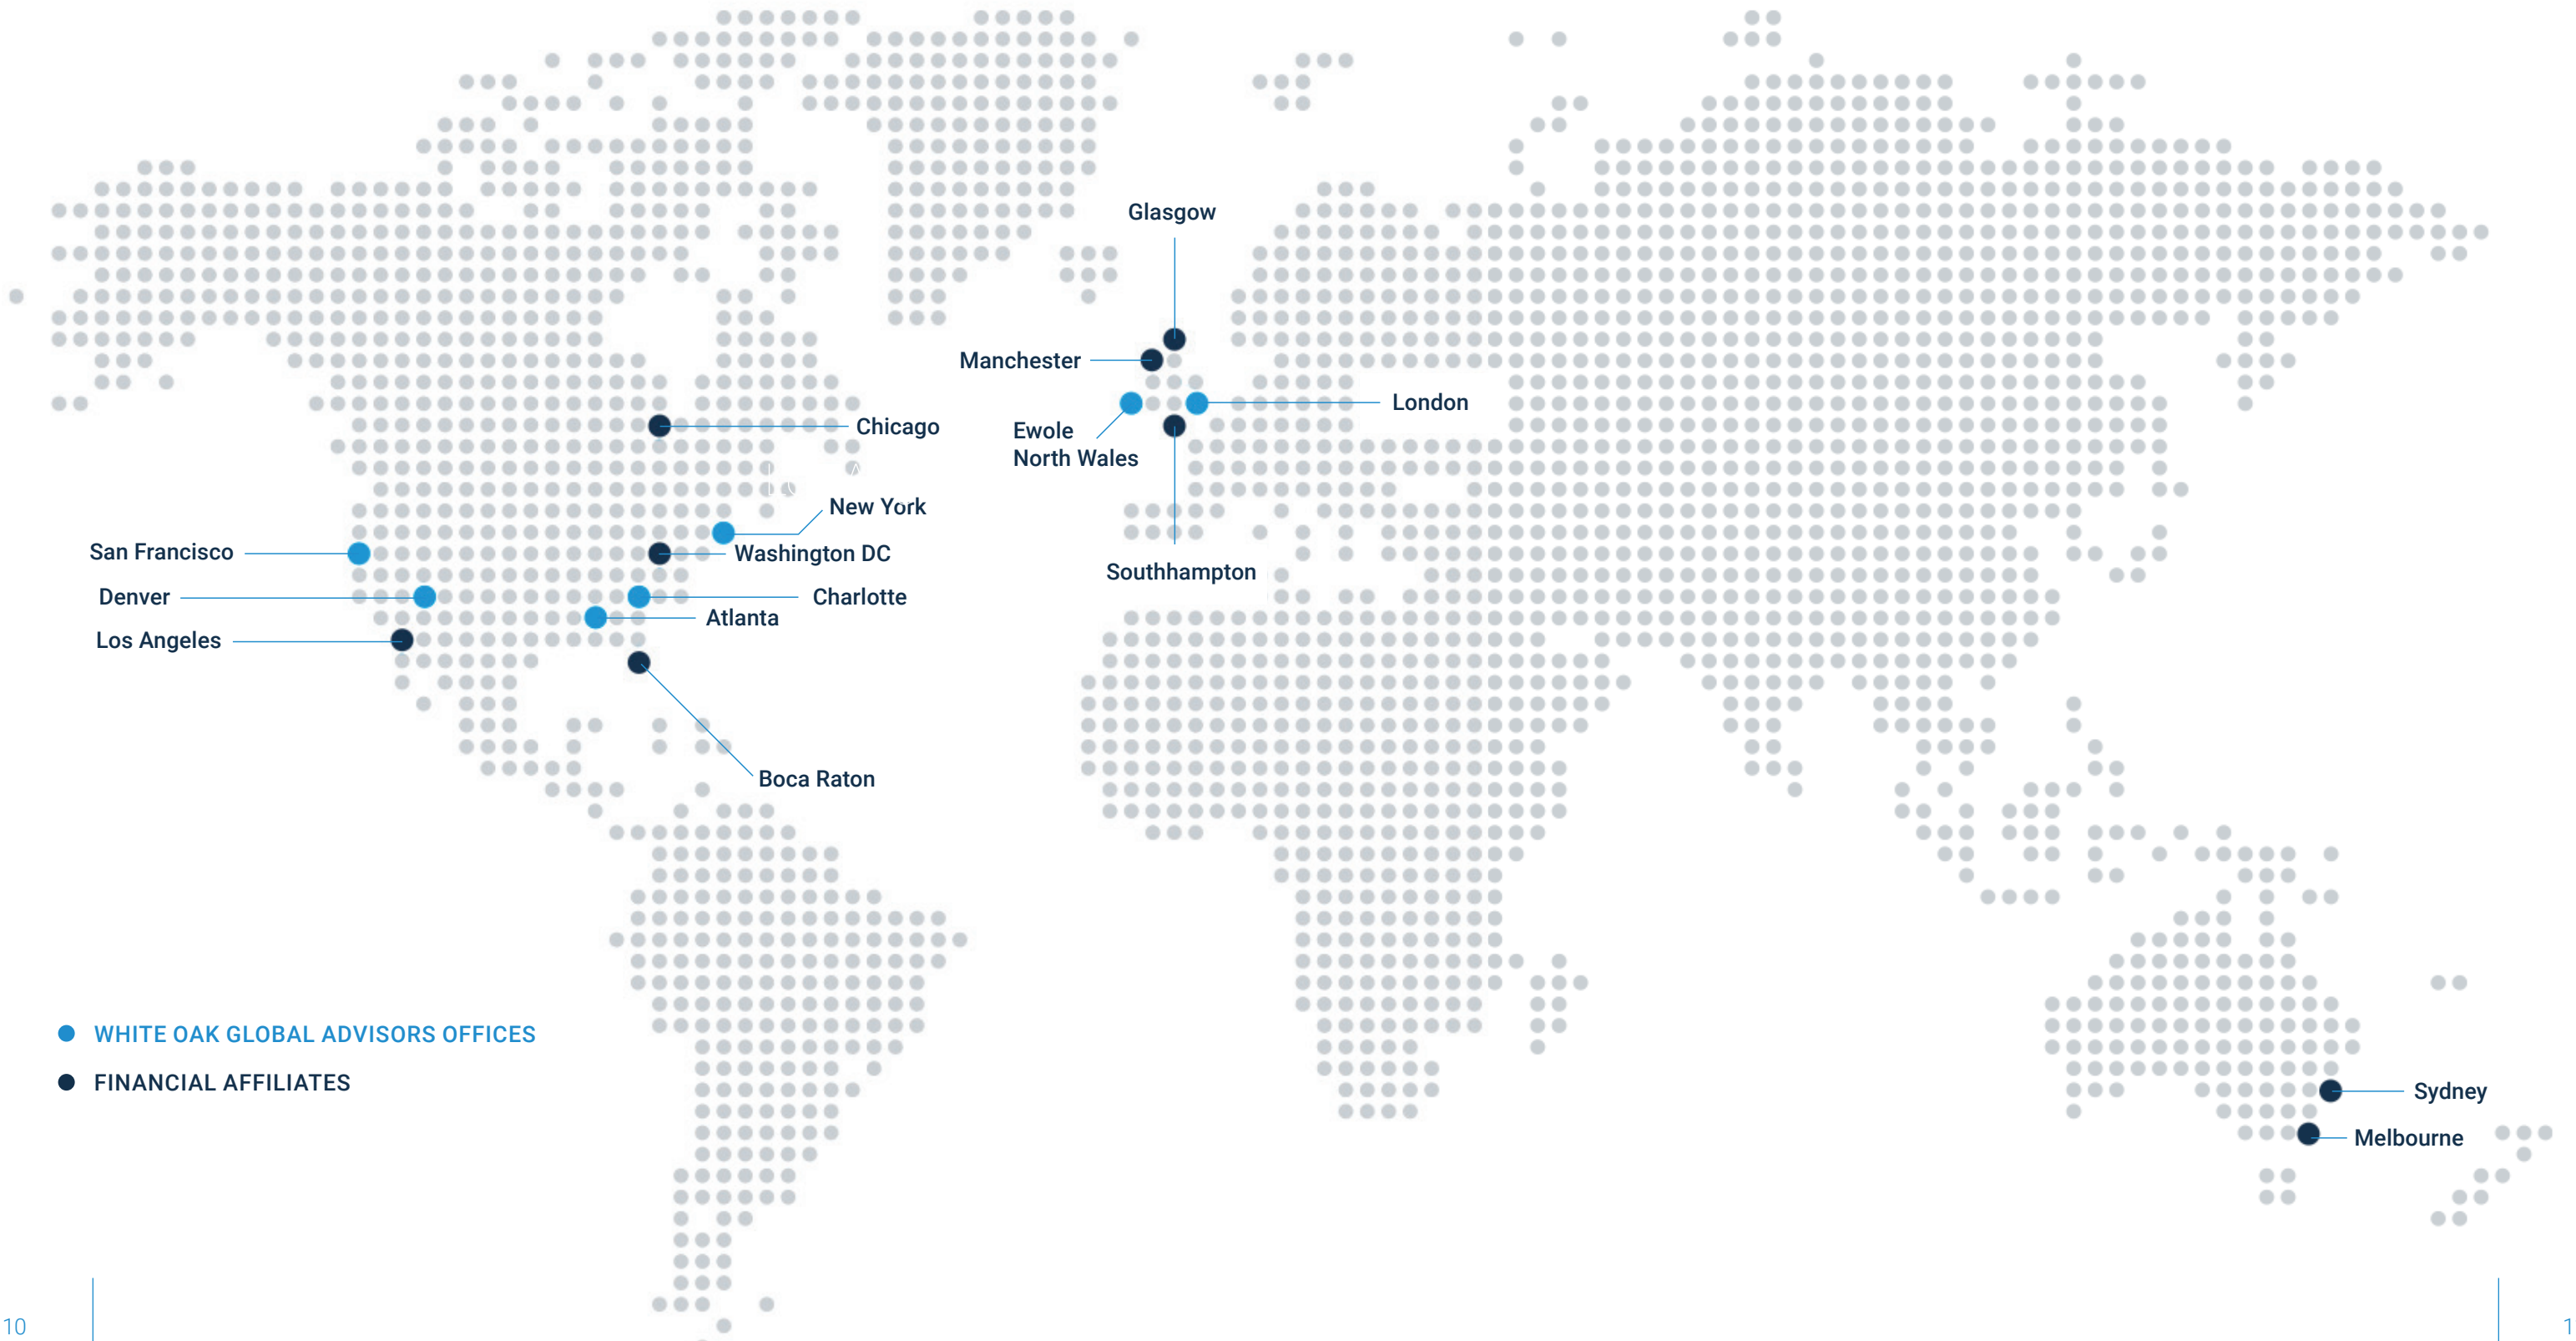 Glasgow
Manchester
London
Ewole
North Wales
Chicago
New York
San Francisco
Washington DC
Southhampton
Denver
Charlotte
Atlanta
Los Angeles
Boca Raton
WHITE OAK GLOBAL ADVISORS OFFICES
FINANCIAL AFFILIATES
Sydney
Melbourne
10
1